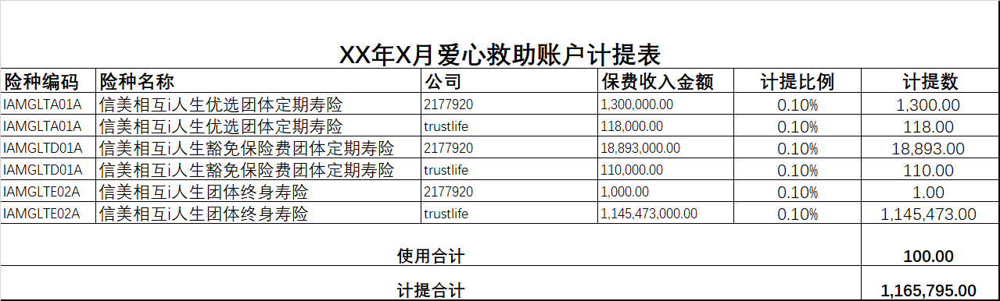 XX年X月爱心救助账户计提表
险种编码 险种名称 公司 保费收入金额 计提比例 计提数
IAMGLTA01A 信美相互i人生优选团体定期寿险 2177920 1,300,000.00 0.10% 1,300.00
IAMGLTA01A 信美相互i人生优选团体定期寿险 trustlife 118,000.00 0.10% 118.00
IAMGLTD01A 信美相互i人生豁免保险费团体定期寿险 2177920 18,893,000.00 0.10% 18,893.00
IAMGLTD01A 信美相互i人生豁免保险费团体定期寿险 trustlife 110,000.00 0.10% 110.00
IAMGLTE02A 信美相互i人生团体终身寿险 2177920 1,000.00 0.10% 1.00
IAMGLTE02A 信美相互i人生团体终身寿险 trustlife 1,145,473,000.00 0.10% 1,145,473.00
使用合计 100.00
计提合计 1,165,795.00